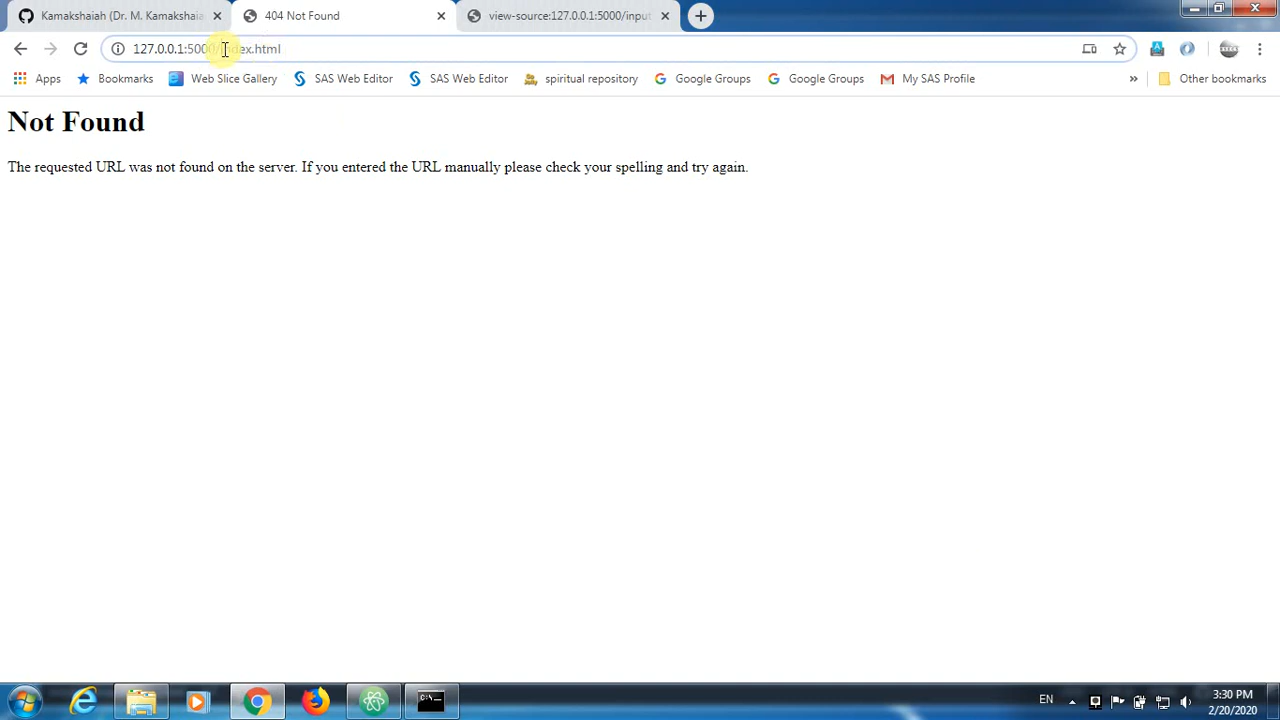 Kamakshaiah (Dr. M. Kamakshaia
404 Not Found
view-source:127.0.0.1:5000/input
127.0.0.1:5000/index.html
Apps
Bookmarks
Web Slice Gallery
SAS Web Editor
SAS Web Editor
spiritual repository
Google Groups
Google Groups
My SAS Profile
»
Other bookmarks
Not Found
The requested URL was not found on the server. If you entered the URL manually please check your spelling and try again.
C:\.
EN
3:30 PM
2/20/2020